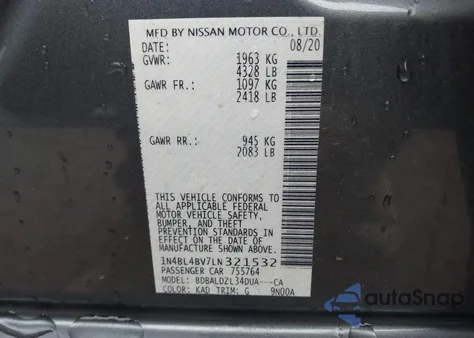 MFD BY NISSAN MOTOR CO., LTD
DATE: 08/20
GVWR: 1963 KG
4328 LB
GAWR FR.: 1097 KG
2418 LB
GAWR RR.: 945 KG
2083 LB
THIS VEHICLE CONFORMS TO
ALL APPLICABLE FEDERAL
MOTOR VEHICLE SAFETY,
BUMPER, AND THEFT
PREVENTION STANDARDS IN
EFFECT ON THE DATE OF
MANUFACTURE SHOWN ABOVE.
1N4BL4BV7LN321532
PASSENGER CAR 755764
MODEL: BDBALDZL34DUA---CA
COLOR: KAD TRIM: G 9N00A
autoSnap